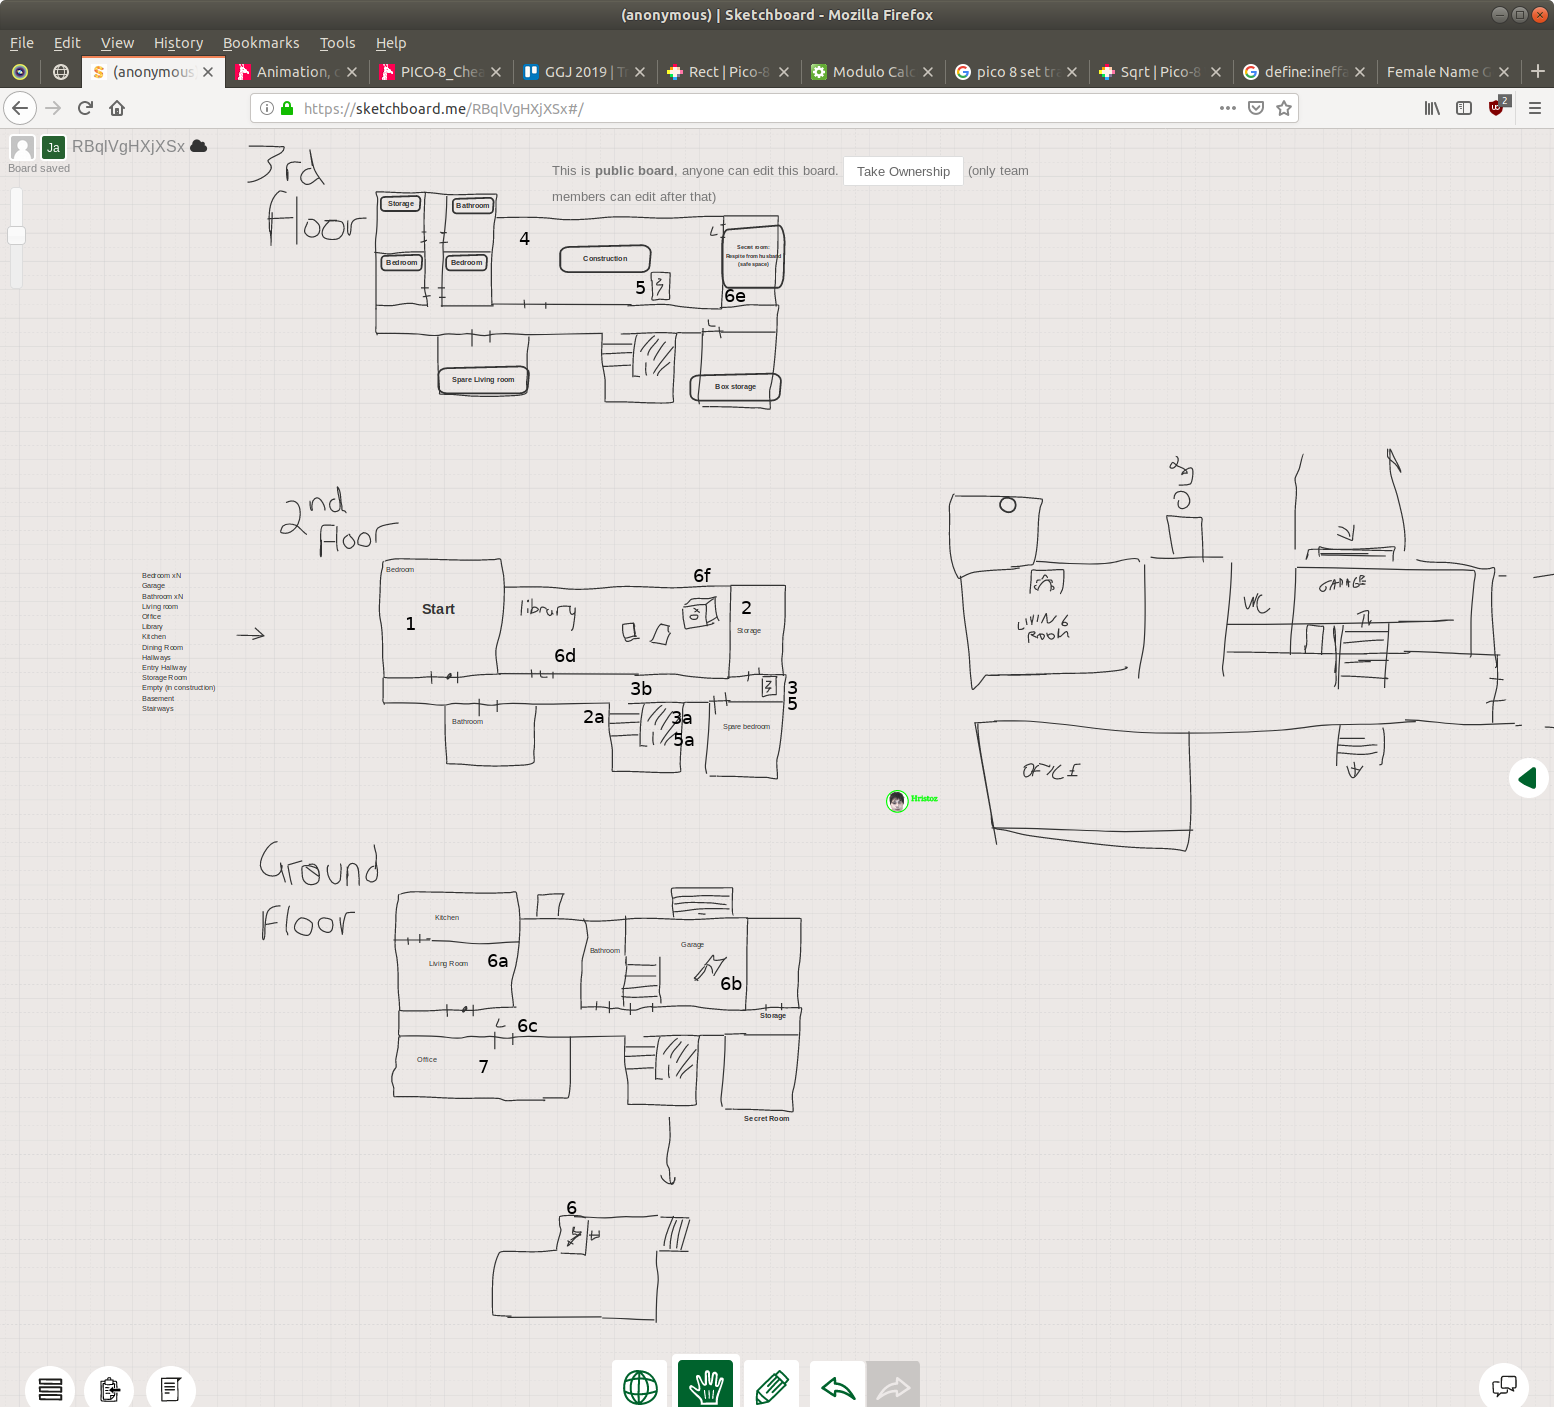 (anonymous) | Sketchboard - Mozilla Firefox
File Edit View History Bookmarks Tools Help
(anonymous Animation, PICO-8_Chea GGJ 2019 | T Rect | Pico-8 Modulo Calc pico 8 set tra Sqrt | Pico-8 define:ineffa Female Name G
https://sketchboard.me/RBqlVgHXjXSx#/
2
Ja RBqlVgHXjXSx
Board saved
This is public board, anyone can edit this board. Take Ownership (only team
members can edit after that)
3rd
floor
Storage
Bathroom
Bedroom
Bedroom
4
Construction
5
L
Secret room:
Respite from husband
(safe space)
6e
L
Spare Living room
Box storage
2nd
Floor
Bedroom
Start
1
library
6d
6f
2
Storage
3b
3
5
Bathroom
2a
3a
5a
Spare bedroom
Bedroom xN
Garage
Bathroom xN
Living room
Office
Library
Kitchen
Dining Room
Hallways
Entry Hallway
Storage Room
Empty (in construction)
Basement
Stairways
LIVING
ROOM
WC
GARAGE
OFFICE
Hristoz
Ground
Floor
Kitchen
Living Room
6a
Bathroom
Garage
6b
Storage
L
6c
Office
7
Secret Room
6